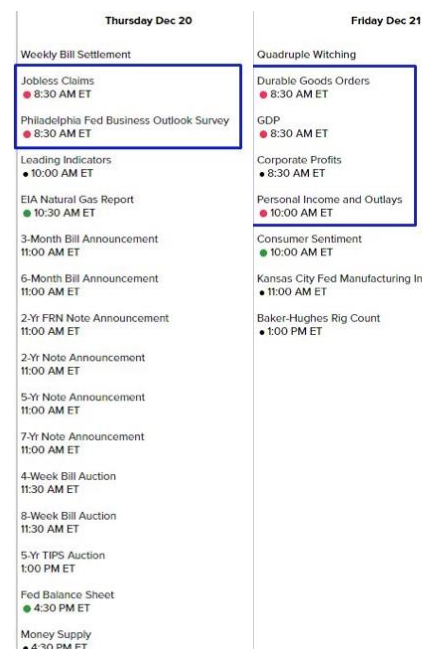 Thursday Dec 20
Weekly Bill Settlement
Jobless Claims
8:30 AM ET
Philadelphia Fed Business Outlook Survey
8:30 AM ET
Leading Indicators
10:00 AM ET
EIA Natural Gas Report
10:30 AM ET
3-Month Bill Announcement
11:00 AM ET
6-Month Bill Announcement
11:00 AM ET
2-Yr FRN Note Announcement
11:00 AM ET
2-Yr Note Announcement
11:00 AM ET
5-Yr Note Announcement
11:00 AM ET
7-Yr Note Announcement
11:00 AM ET
4-Week Bill Auction
11:30 AM ET
8-Week Bill Auction
11:30 AM ET
5-Yr TIPS Auction
1:00 PM ET
Fed Balance Sheet
4:30 PM ET
Money Supply
4:30 PM ET
Friday Dec 21
Quadruple Witching
Durable Goods Orders
8:30 AM ET
GDP
8:30 AM ET
Corporate Profits
8:30 AM ET
Personal Income and Outlays
10:00 AM ET
Consumer Sentiment
10:00 AM ET
Kansas City Fed Manufacturing In
11:00 AM ET
Baker-Hughes Rig Count
1:00 PM ET